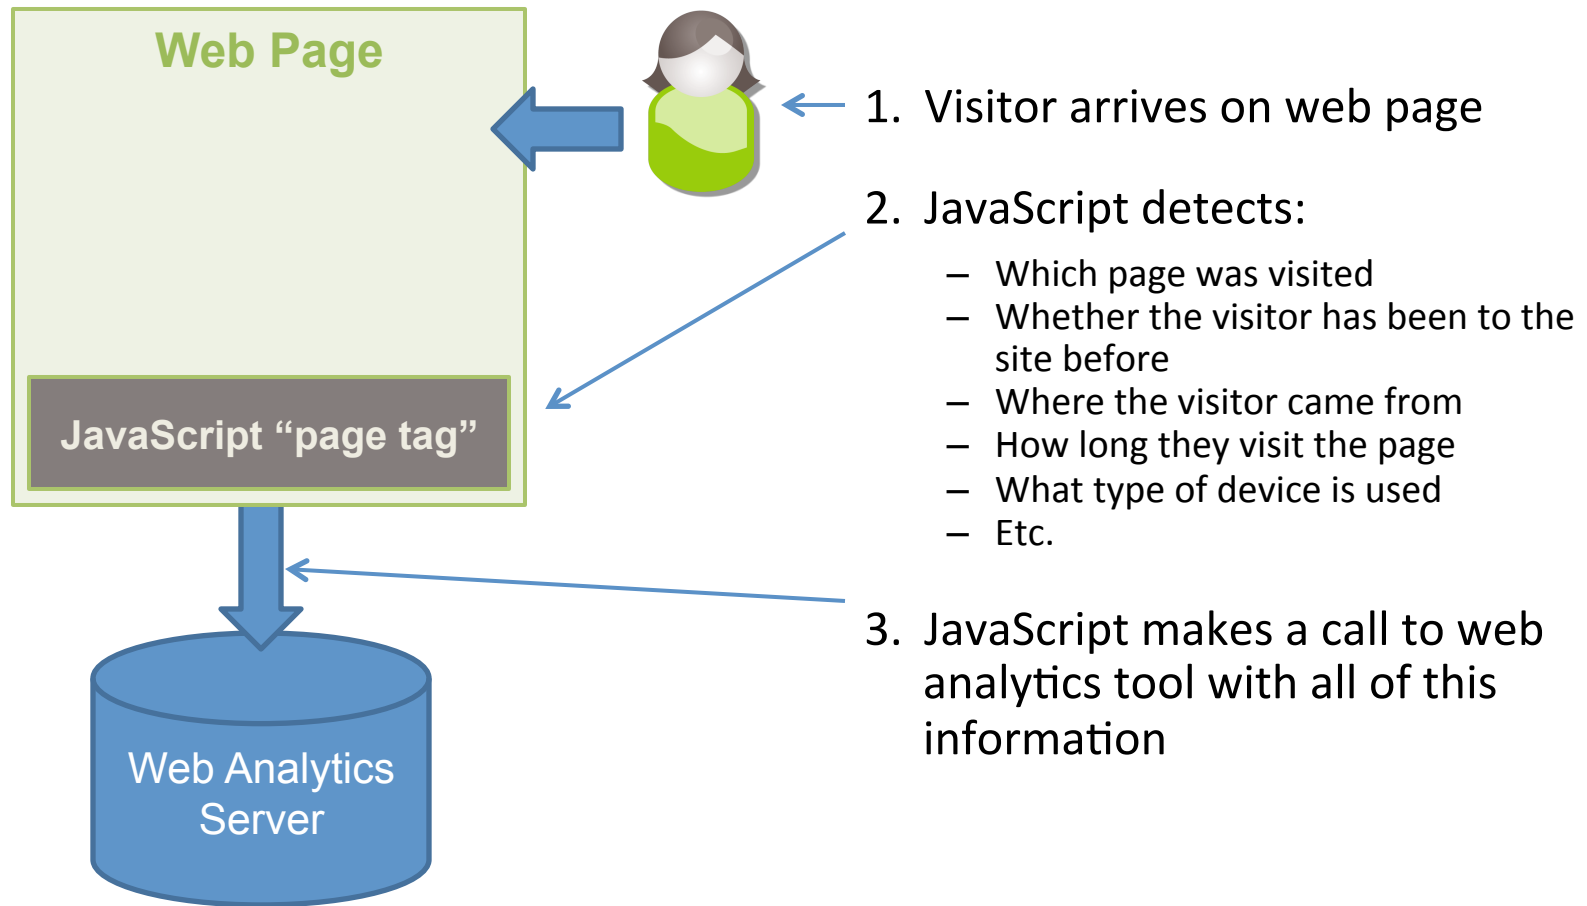 Web Page
JavaScript “page tag”
Web Analytics
Server
1. Visitor arrives on web page
2. JavaScript detects:
– Which page was visited
– Whether the visitor has been to the
site before
– Where the visitor came from
– How long they visit the page
– What type of device is used
– Etc.
3. JavaScript makes a call to web
analytics tool with all of this
information